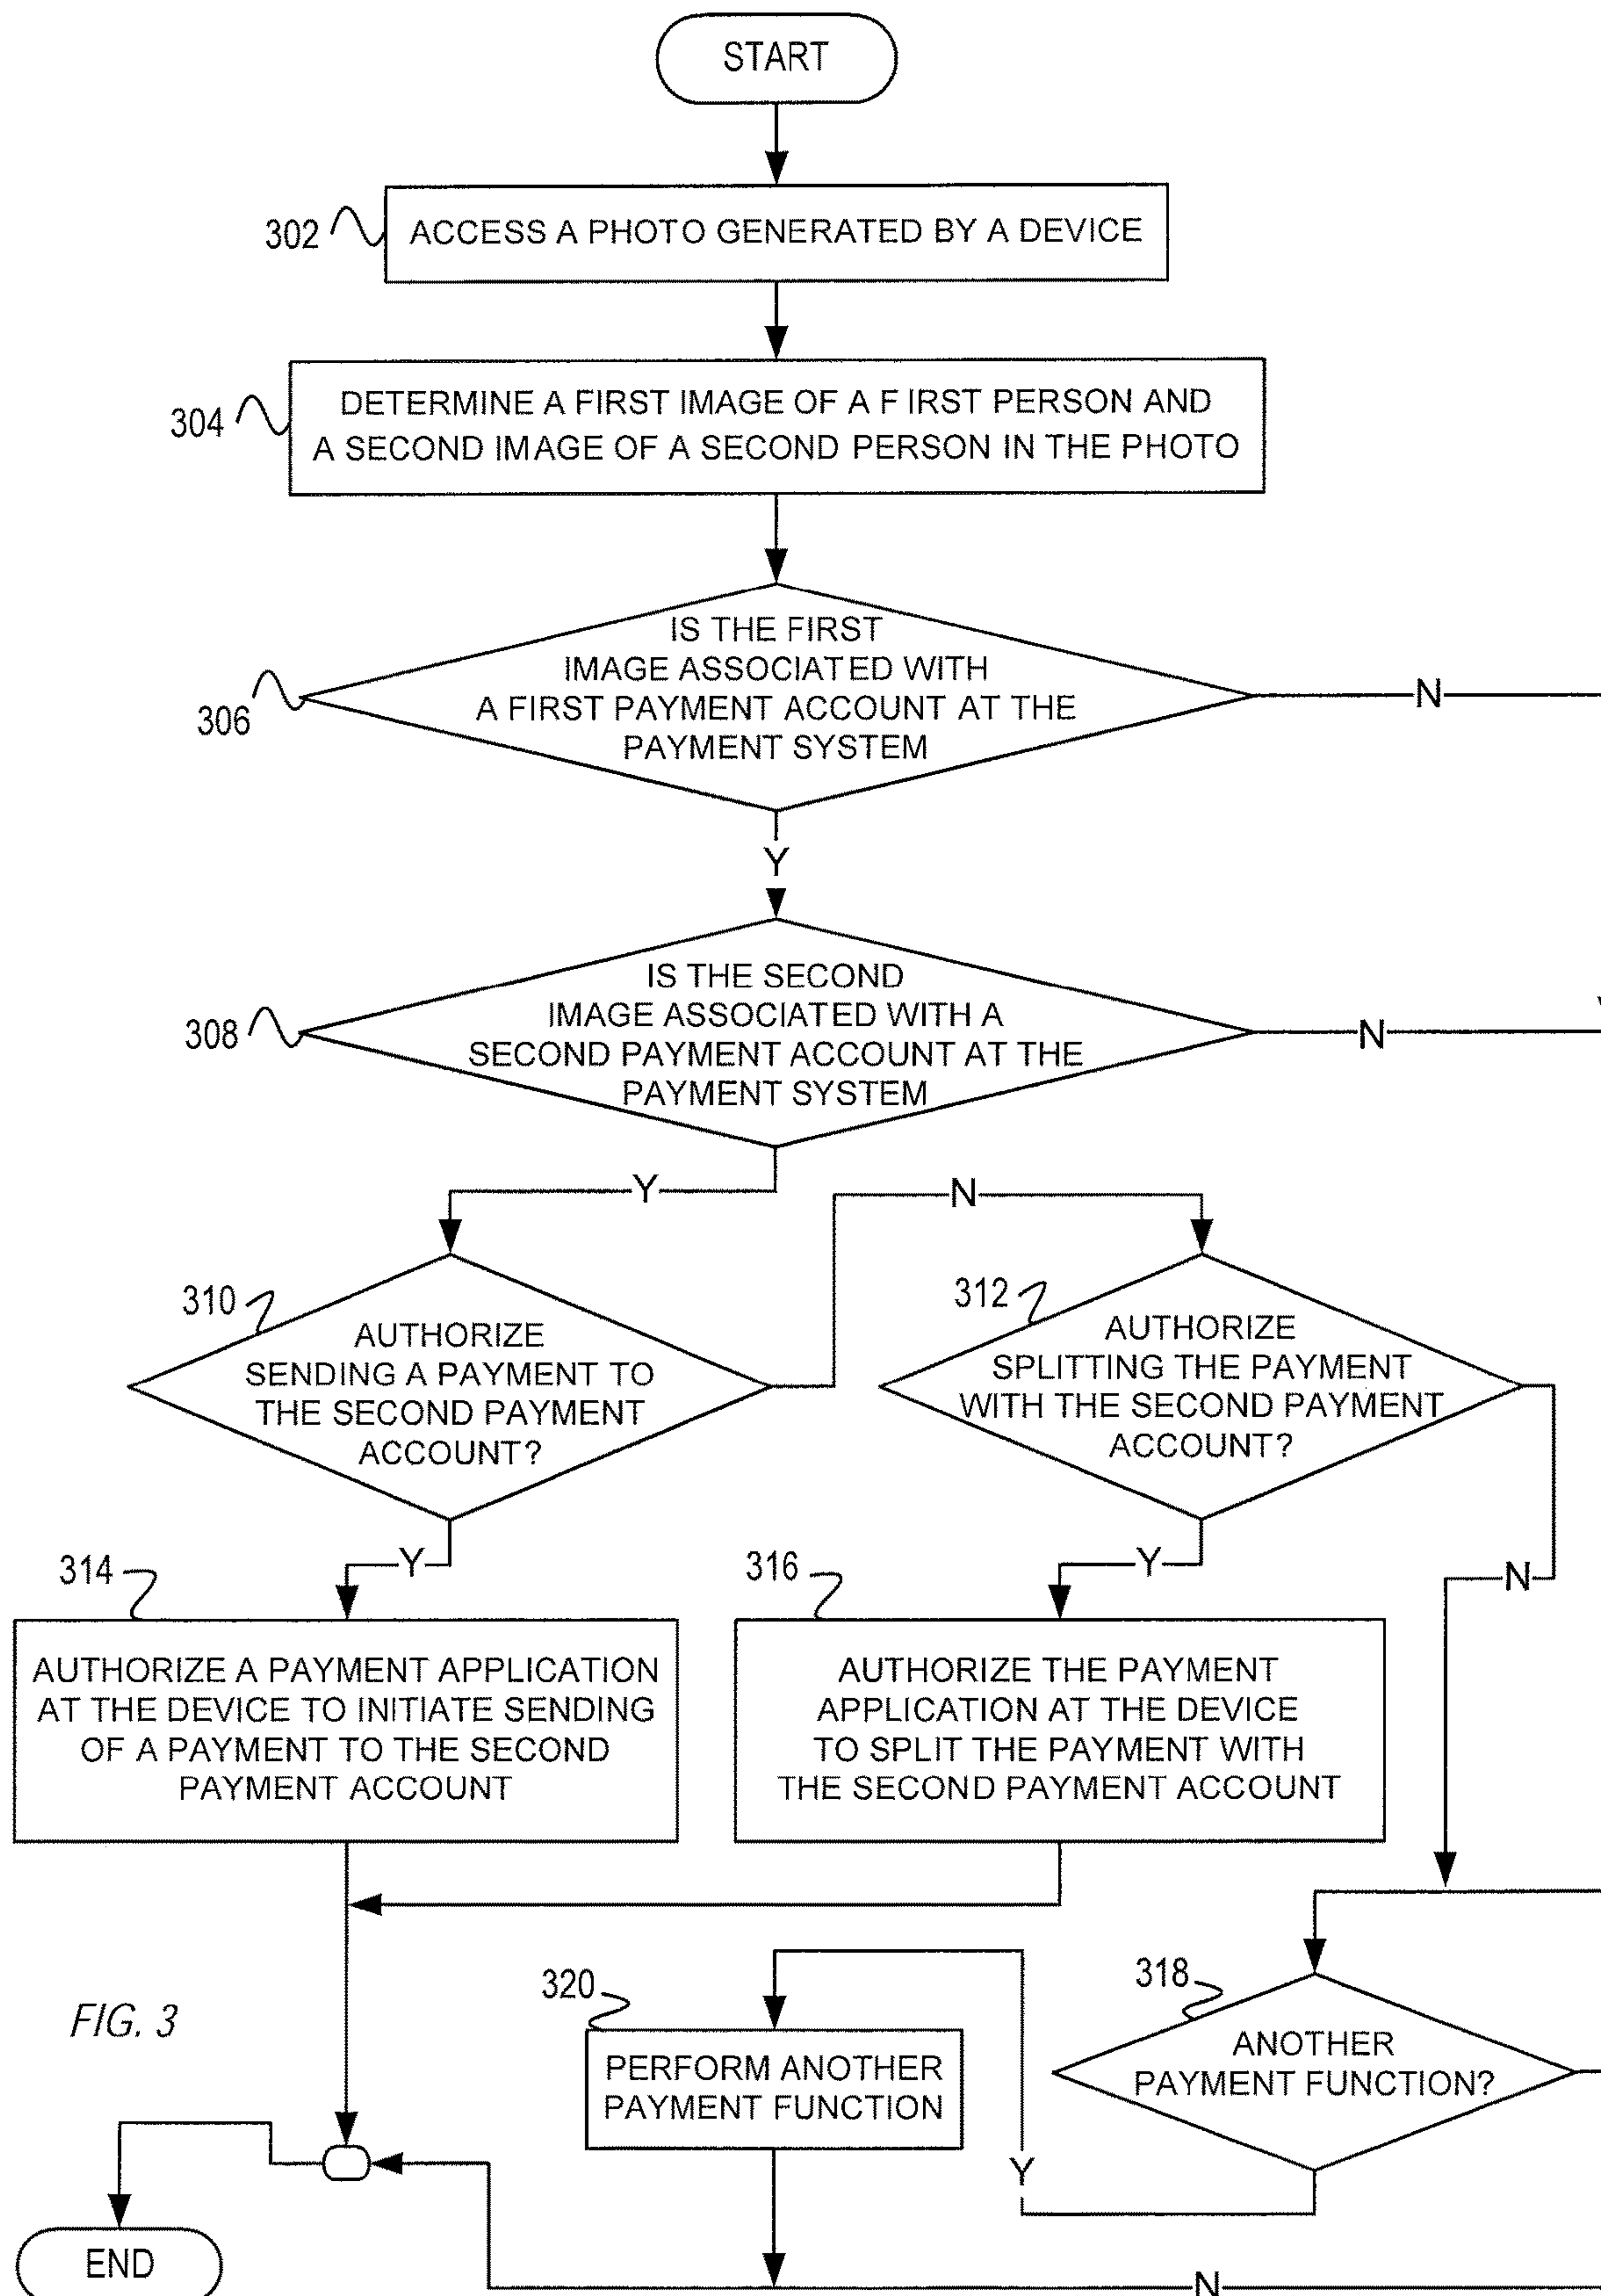 START
302
ACCESS A PHOTO GENERATED BY A DEVICE
304
DETERMINE A FIRST IMAGE OF A F IRST PERSON AND
A SECOND IMAGE OF A SECOND PERSON IN THE PHOTO
306
IS THE FIRST
IMAGE ASSOCIATED WITH
A FIRST PAYMENT ACCOUNT AT THE
PAYMENT SYSTEM
N
Y
308
IS THE SECOND
IMAGE ASSOCIATED WITH A
SECOND PAYMENT ACCOUNT AT THE
PAYMENT SYSTEM
N
Y
N
310
AUTHORIZE
SENDING A PAYMENT TO
THE SECOND PAYMENT
ACCOUNT?
312
AUTHORIZE
SPLITTING THE PAYMENT
WITH THE SECOND PAYMENT
ACCOUNT?
Y
Y
N
314
AUTHORIZE A PAYMENT APPLICATION
AT THE DEVICE TO INITIATE SENDING
OF A PAYMENT TO THE SECOND
PAYMENT ACCOUNT
316
AUTHORIZE THE PAYMENT
APPLICATION AT THE DEVICE
TO SPLIT THE PAYMENT WITH
THE SECOND PAYMENT ACCOUNT
318
ANOTHER
PAYMENT FUNCTION?
320
PERFORM ANOTHER
PAYMENT FUNCTION
Y
FIG. 3
END
N